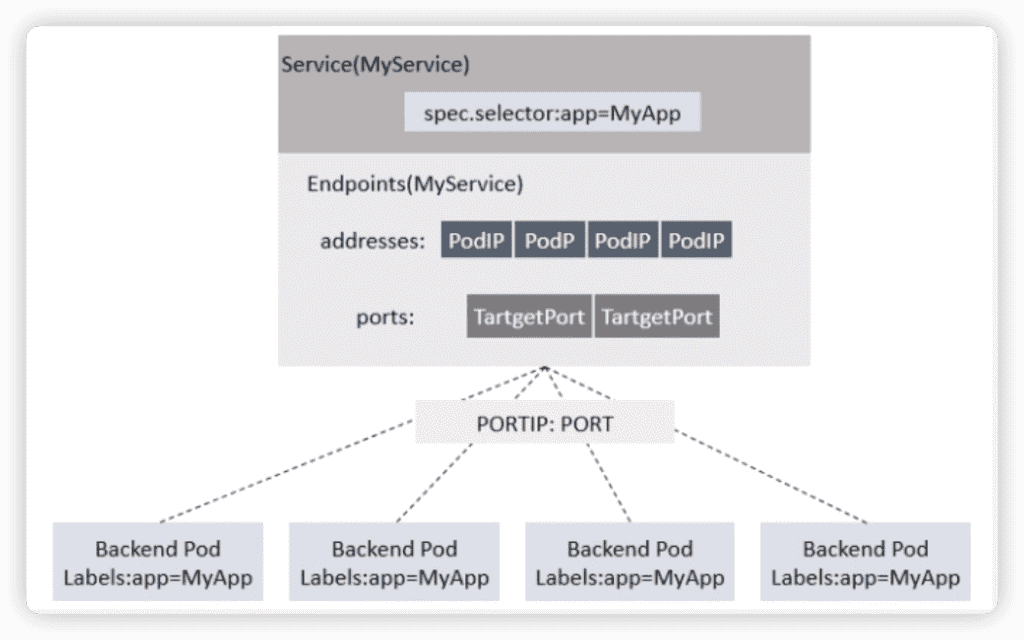 Service(MyService)
spec.selector:app=MyApp
Endpoints(MyService)
addresses: PodIP PodP PodIP PodIP
ports: TartgetPort TartgetPort
PORTIP: PORT
Backend Pod
Labels:app=MyApp
Backend Pod
Labels:app=MyApp
Backend Pod
Labels:app=MyApp
Backend Pod
Labels:app=MyApp